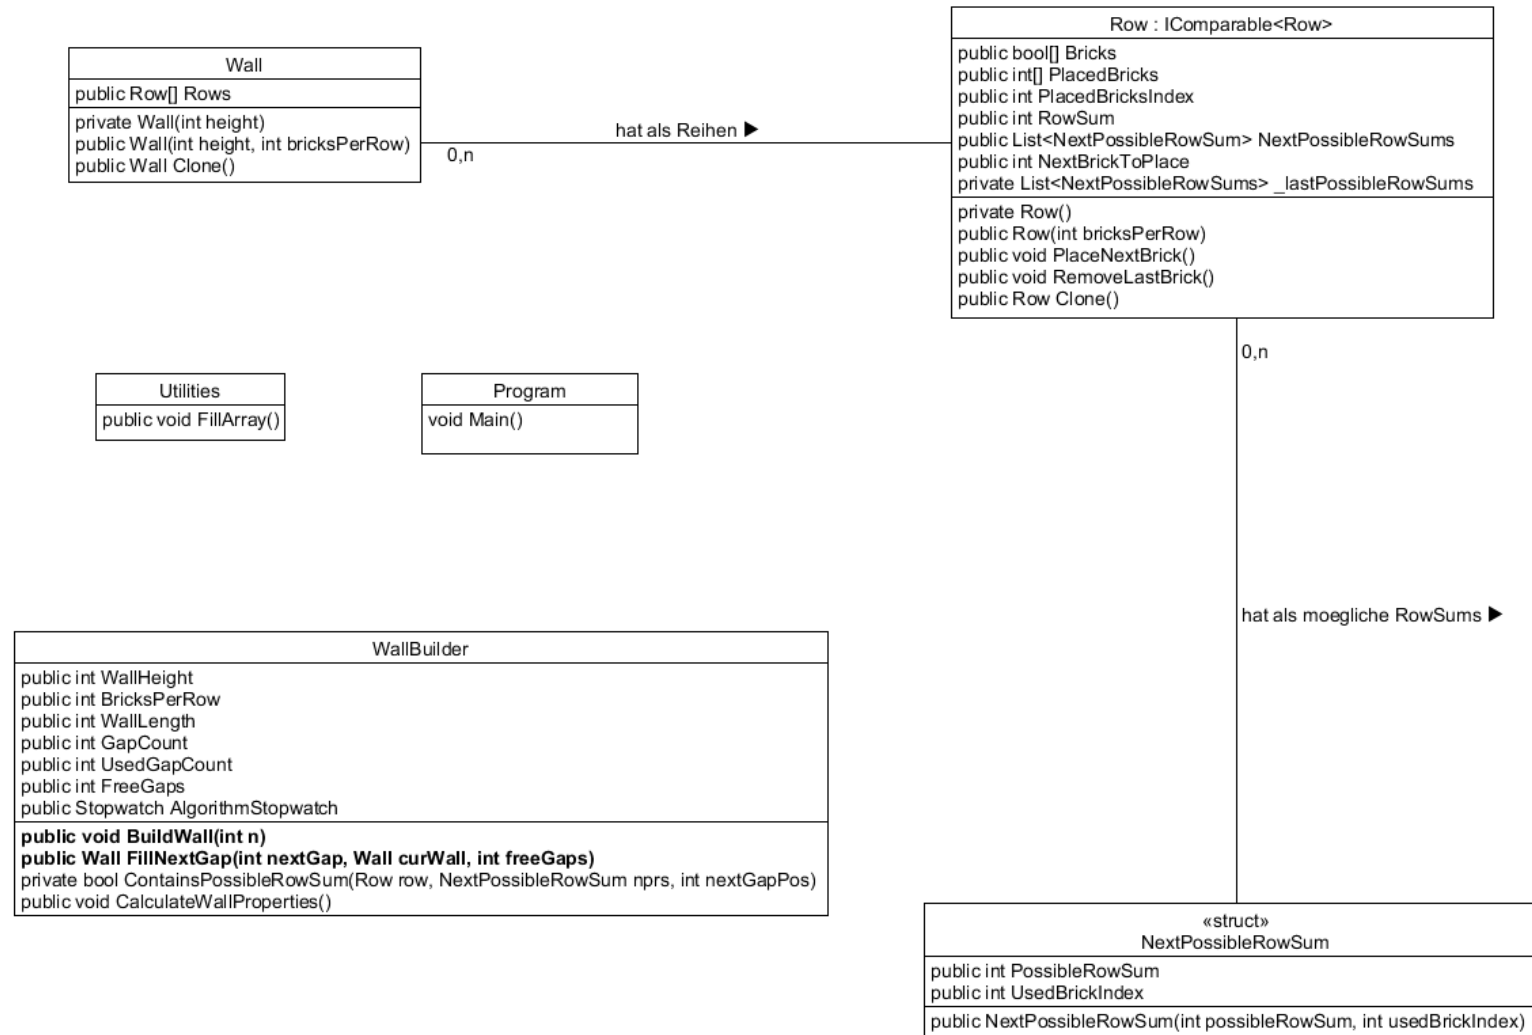 Wall
public Row[] Rows
private Wall(int height)
public Wall(int height, int bricksPerRow)
public Wall Clone()
0,n
hat als Reihen ▶
Row : IComparable<Row>
public bool[] Bricks
public int[] PlacedBricks
public int PlacedBricksIndex
public int RowSum
public List<NextPossibleRowSum> NextPossibleRowSums
public int NextBrickToPlace
private List<NextPossibleRowSums> _lastPossibleRowSums
private Row()
public Row(int bricksPerRow)
public void PlaceNextBrick()
public void RemoveLastBrick()
public Row Clone()
0,n
Utilities
public void FillArray()
Program
void Main()
hat als moegliche RowSums ▶
WallBuilder
public int WallHeight
public int BricksPerRow
public int WallLength
public int GapCount
public int UsedGapCount
public int FreeGaps
public Stopwatch AlgorithmStopwatch
public void BuildWall(int n)
public Wall FillNextGap(int nextGap, Wall curWall, int freeGaps)
private bool ContainsPossibleRowSum(Row row, NextPossibleRowSum nprs, int nextGapPos)
public void CalculateWallProperties()
«struct»
NextPossibleRowSum
public int PossibleRowSum
public int UsedBrickIndex
public NextPossibleRowSum(int possibleRowSum, int usedBrickIndex)